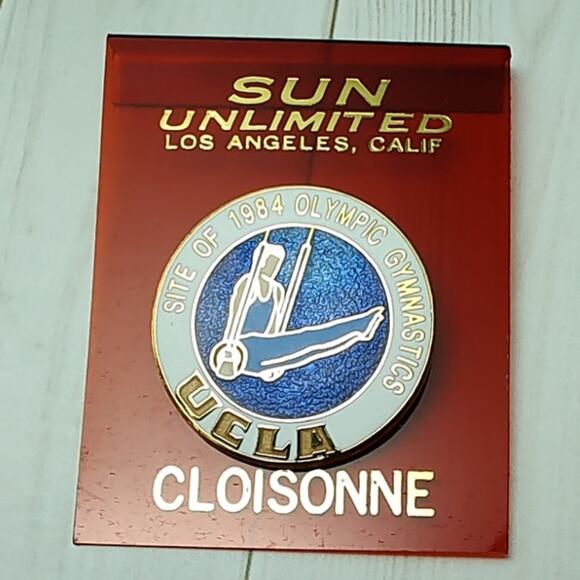 SUN
UNLIMITED
LOS ANGELES, CALIF
SITE OF 1984 OLYMPIC GYMNASTICS
UCLA
CLOISONNE